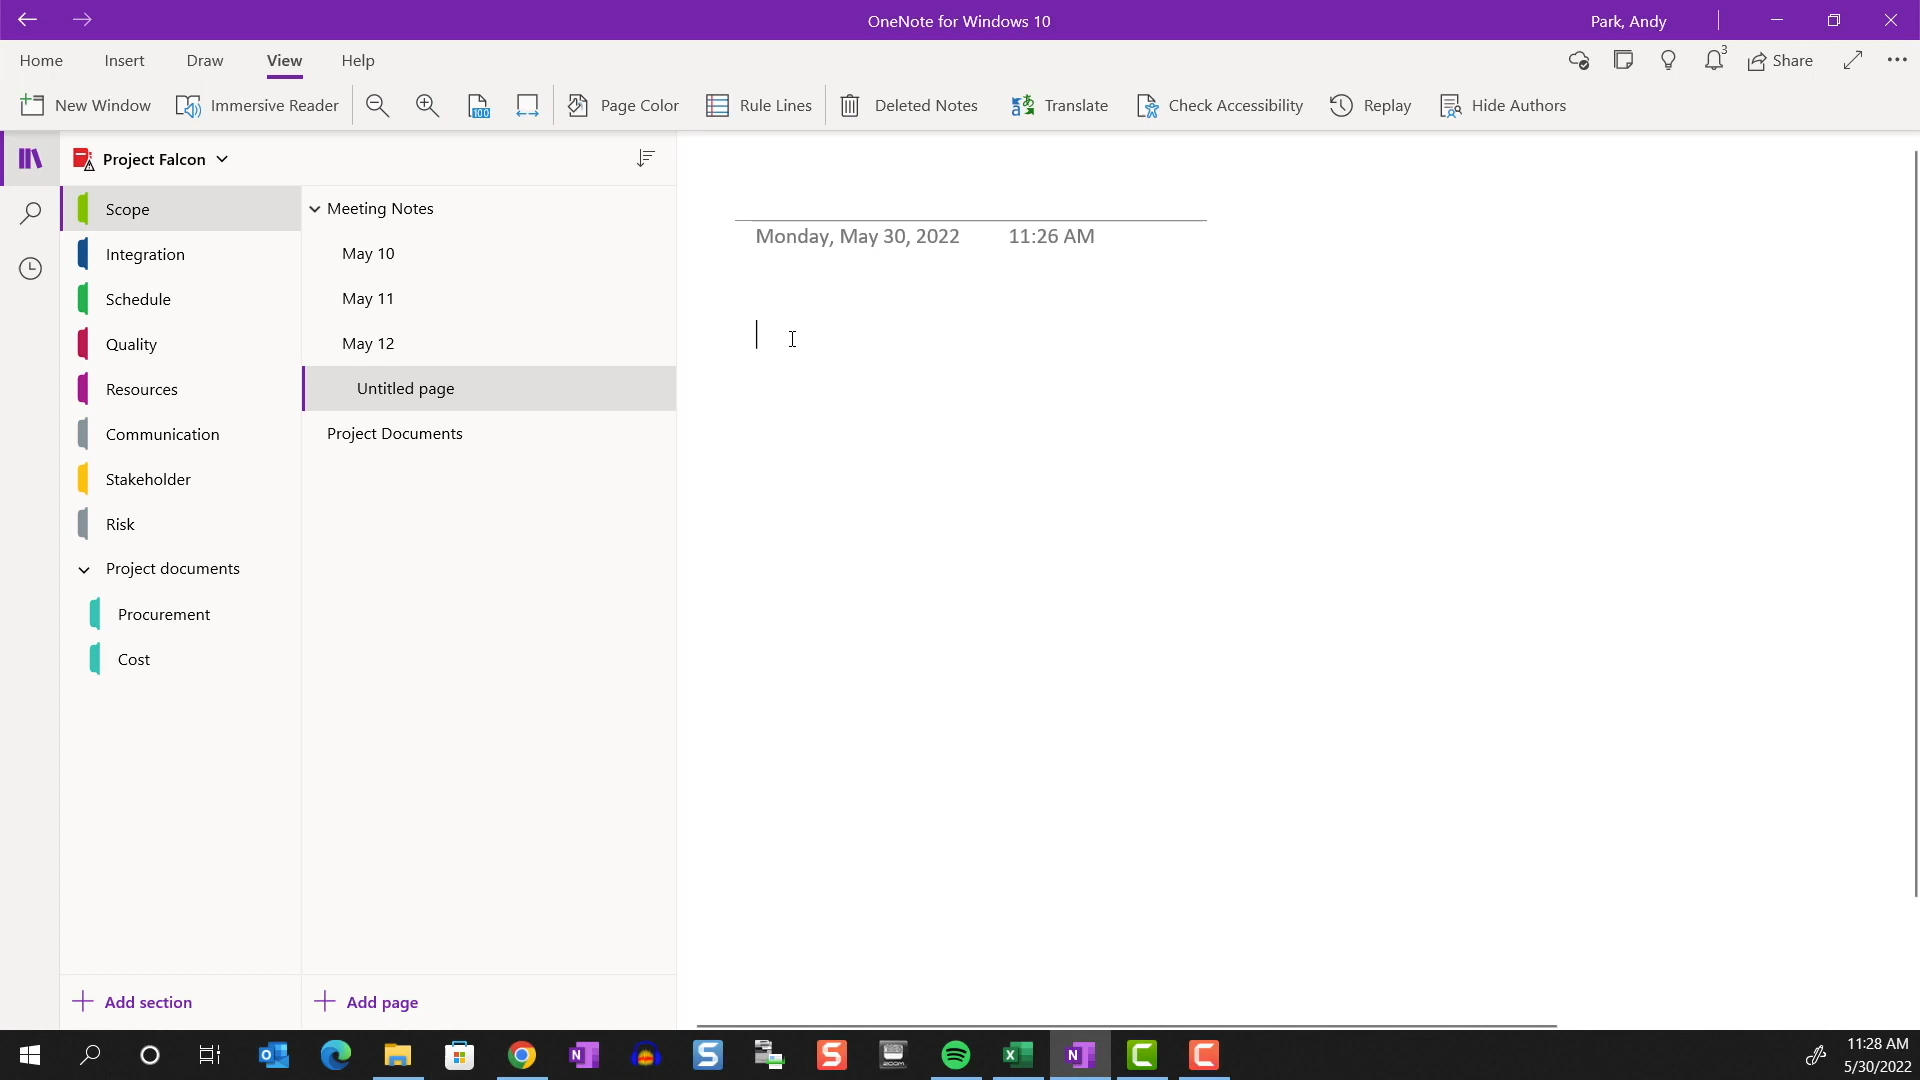 OneNote for Windows 10
Park, Andy
Home Insert Draw View Help
3
Share
New Window Immersive Reader 100 Page Color Rule Lines Deleted Notes Translate Check Accessibility Replay Hide Authors
Project Falcon
Scope
Integration
Schedule
Quality
Resources
Communication
Stakeholder
Risk
Project documents
Procurement
Cost
Add section
Meeting Notes
May 10
May 11
May 12
Untitled page
Project Documents
Add page
Monday, May 30, 2022 11:26 AM
ZOOM
11:28 AM
5/30/2022